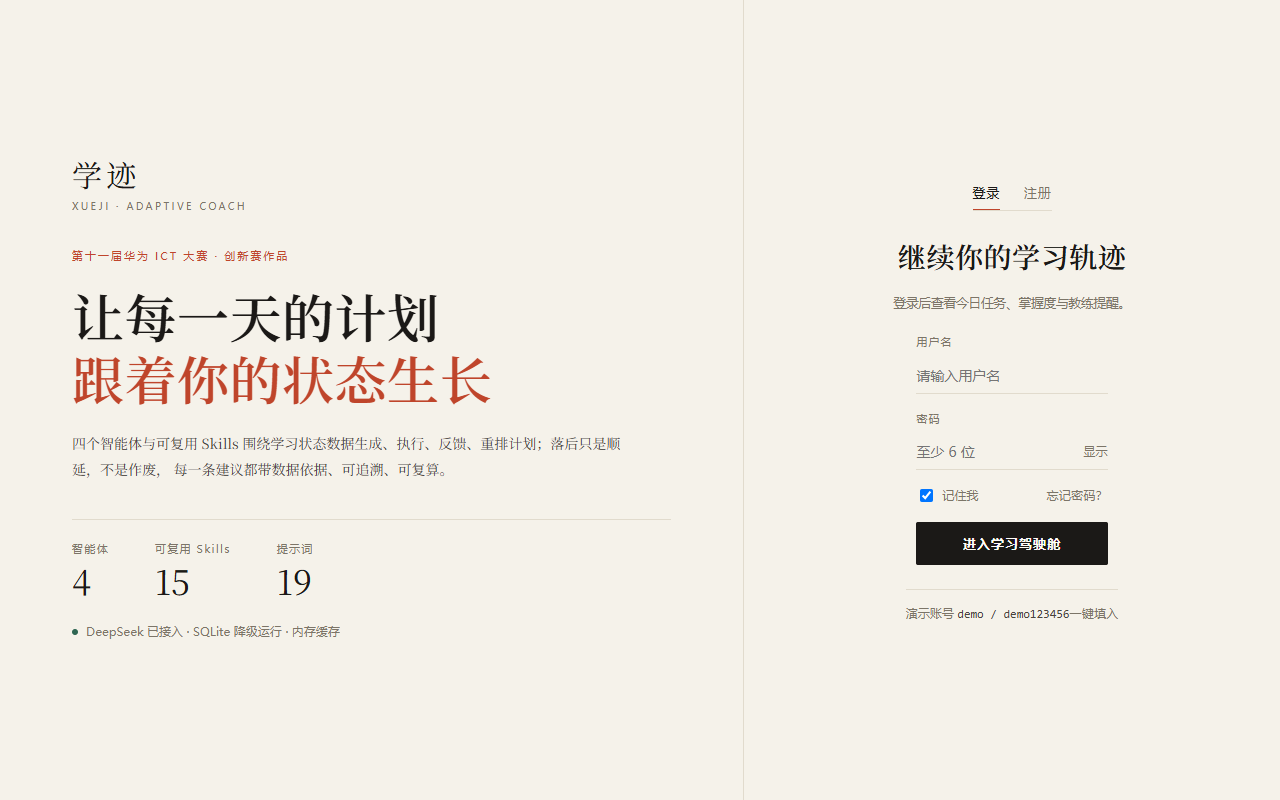 学迹
XUEJI · ADAPTIVE COACH
第十一届华为 ICT 大赛 · 创新赛作品
让每一天的计划
跟着你的状态生长
四个智能体与可复用 Skills 围绕学习状态数据生成、执行、反馈、重排计划；落后只是顺
延，不是作废， 每一条建议都带数据依据、可追溯、可复算。
智能体 可复用 Skills 提示词
4 15 19
DeepSeek 已接入 · SQLite 降级运行 · 内存缓存
登录 注册
继续你的学习轨迹
登录后查看今日任务、掌握度与教练提醒。
用户名
请输入用户名
密码
至少 6 位 显示
记住我 忘记密码?
进入学习驾驶舱
演示账号 demo / demo123456一键填入